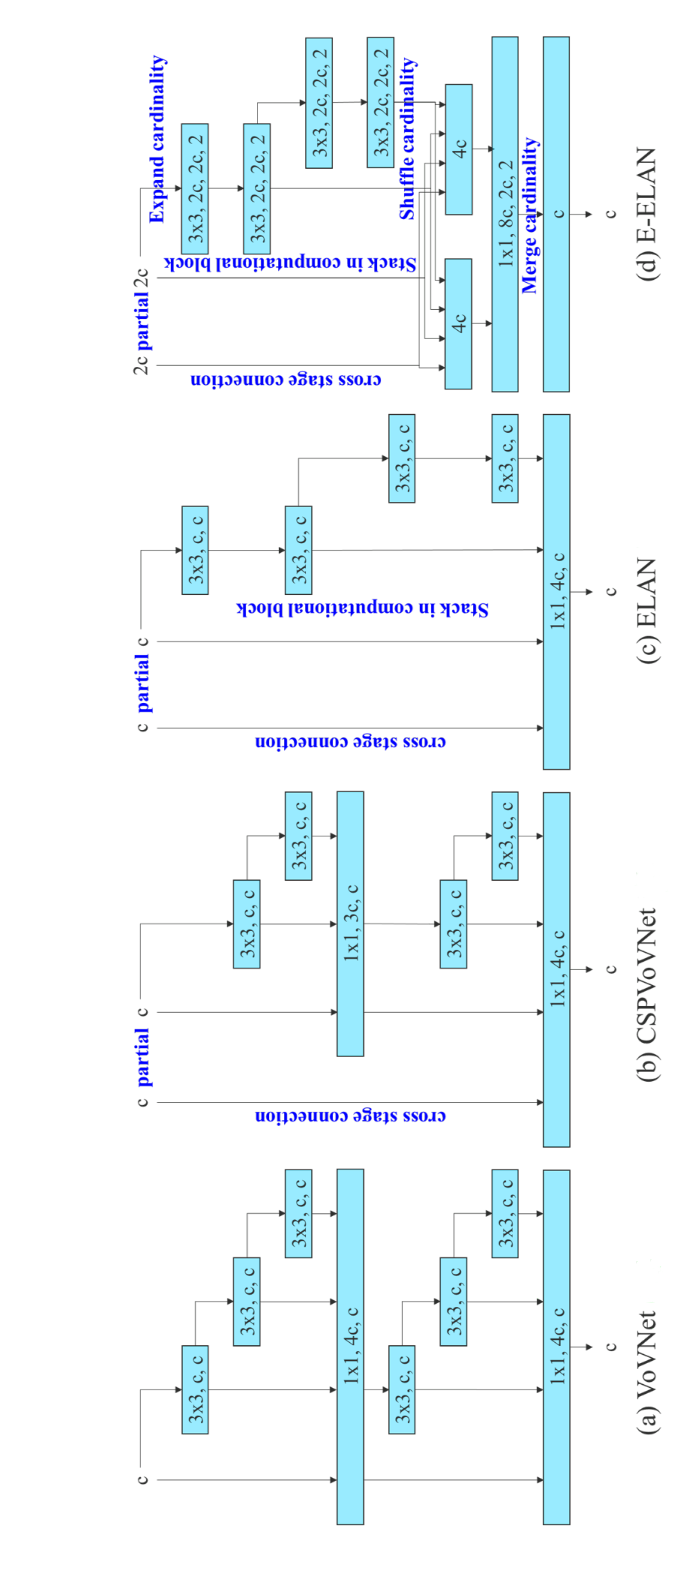 c
3x3, c, c
3x3, c, c
3x3, c, c
1x1, 4c, c
3x3, c, c
3x3, c, c
3x3, c, c
1x1, 4c, c
c
(a) VoVNet
c partial c
cross stage connection
3x3, c, c
3x3, c, c
1x1, 3c, c
3x3, c, c
3x3, c, c
1x1, 4c, c
c
(b) CSPVoVNet
c partial c
cross stage connection
Stack in computational block
3x3, c, c
3x3, c, c
3x3, c, c
3x3, c, c
1x1, 4c, c
c
(c) ELAN
2c partial 2c
cross stage connection
Stack in computational block
Expand cardinality
3x3, 2c, 2c, 2
3x3, 2c, 2c, 2
3x3, 2c, 2c, 2
3x3, 2c, 2c, 2
Shuffle cardinality
4c
4c
1x1, 8c, 2c, 2
Merge cardinality
c
c
(d) E-ELAN